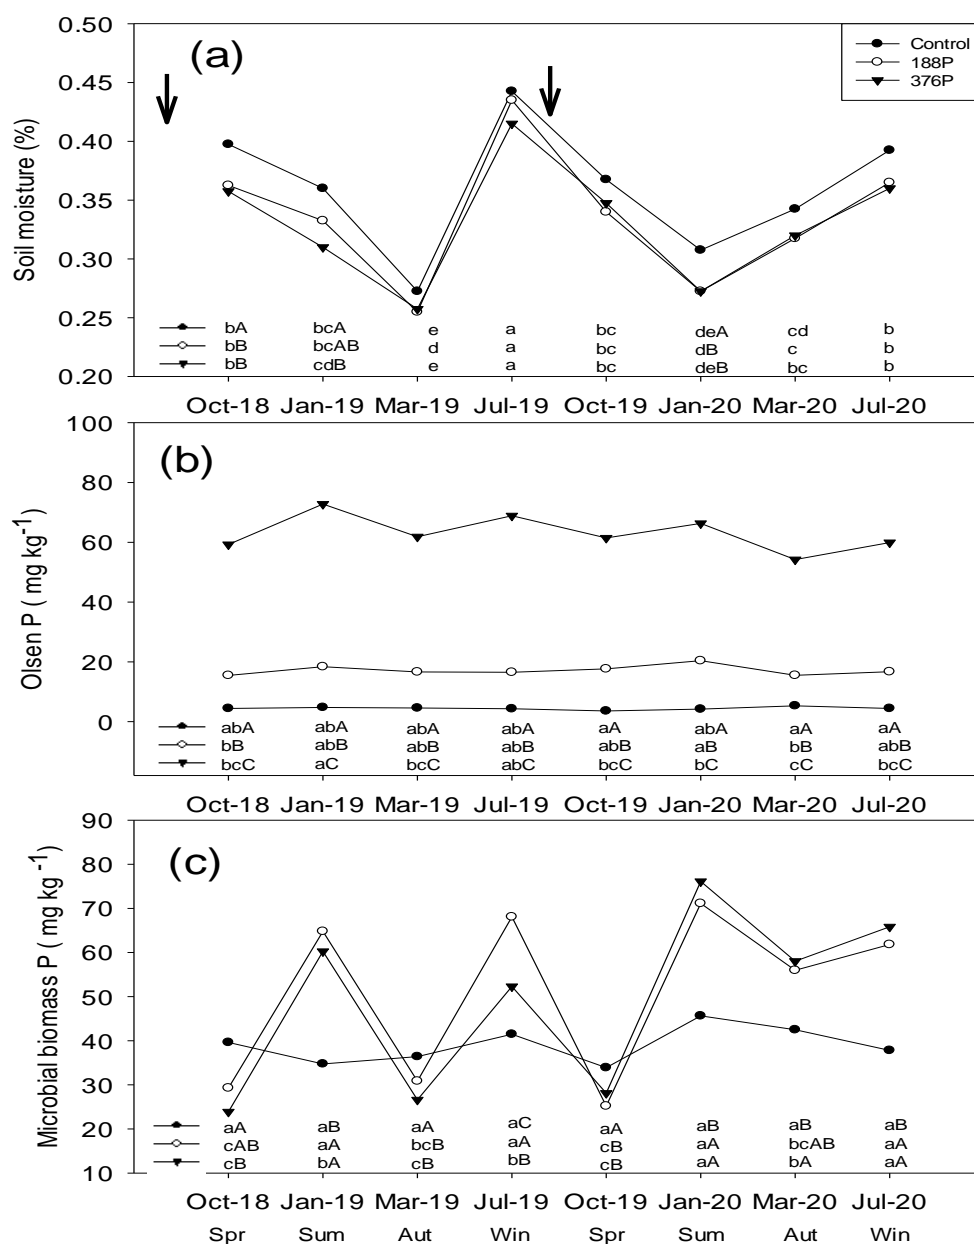 0.50
(a)
Control
188P
376P
0.45
0.40
0.35
0.30
0.25
0.20
Soil moisture (%)
bA bcA e a bc deA cd b
bB bcAB d a bc dB c b
bB cdB e a bc deB bc b
Oct-18 Jan-19 Mar-19 Jul-19 Oct-19 Jan-20 Mar-20 Jul-20
100
(b)
80
60
40
20
0
Olsen P ( mg kg-1)
abA abA abA abA aA abA aA aA
bB abB abB abB abB aB bB abB
bcC aC bcC abC bcC bC cC bcC
Oct-18 Jan-19 Mar-19 Jul-19 Oct-19 Jan-20 Mar-20 Jul-20
90
(c)
80
70
60
50
40
30
20
10
Microbial biomass P ( mg kg -1)
aA aB aA aC aA aB aB aB
cAB aA bcB aA cB aA bcAB aA
cB bA cB bB cB aA bA aA
Oct-18 Jan-19 Mar-19 Jul-19 Oct-19 Jan-20 Mar-20 Jul-20
Spr Sum Aut Win Spr Sum Aut Win